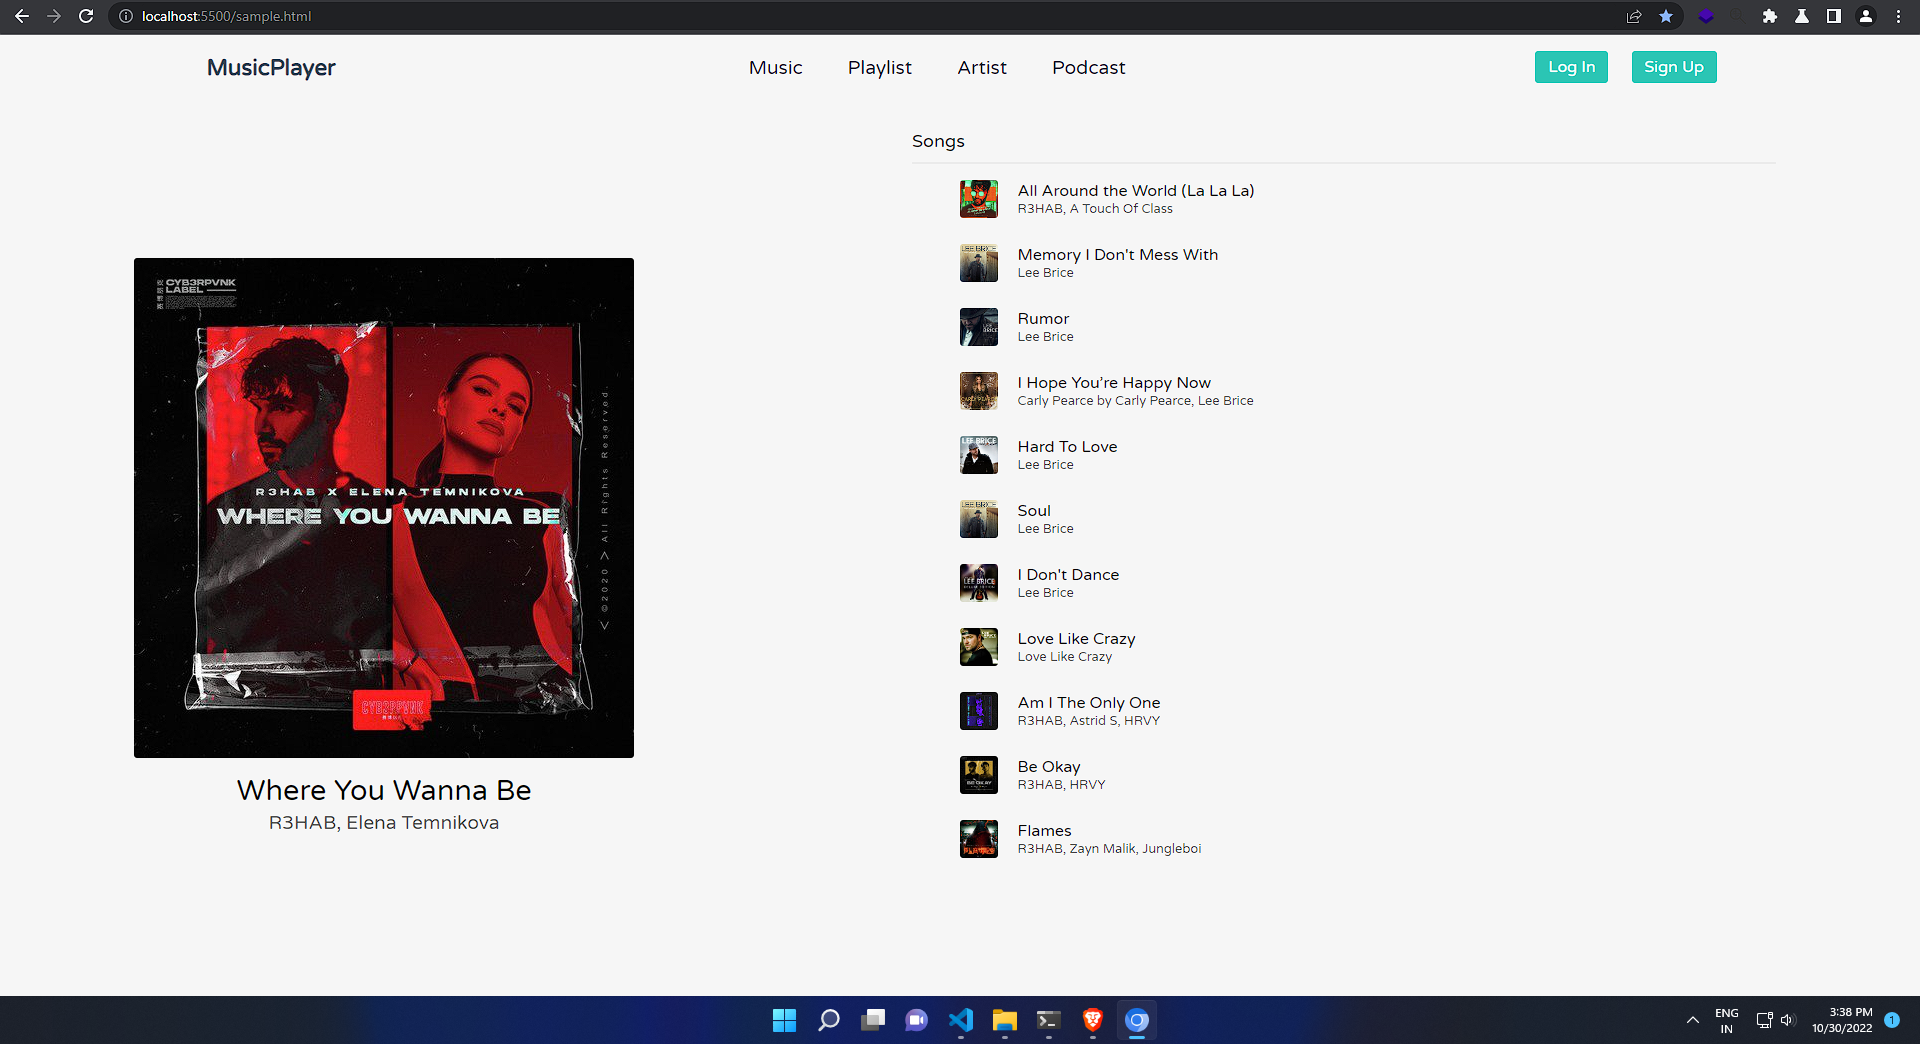 localhost:5500/sample.html
MusicPlayer
Music
Playlist
Artist
Podcast
Log In
Sign Up
Songs
All Around the World (La La La)
R3HAB, A Touch Of Class
Memory I Don't Mess With
Lee Brice
Rumor
Lee Brice
I Hope You’re Happy Now
Carly Pearce by Carly Pearce, Lee Brice
Hard To Love
Lee Brice
Soul
Lee Brice
I Don't Dance
Lee Brice
Love Like Crazy
Love Like Crazy
Am I The Only One
R3HAB, Astrid S, HRVY
Be Okay
R3HAB, HRVY
Flames
R3HAB, Zayn Malik, Jungleboi
CYB3RPVNK
LABEL
R3HAB X ELENA TEMNIKOVA
WHERE YOU WANNA BE
< ©2020 > All Rights Reserved.
CYB3RPVNK
Where You Wanna Be
R3HAB, Elena Temnikova
ENG
IN
3:38 PM
10/30/2022
1